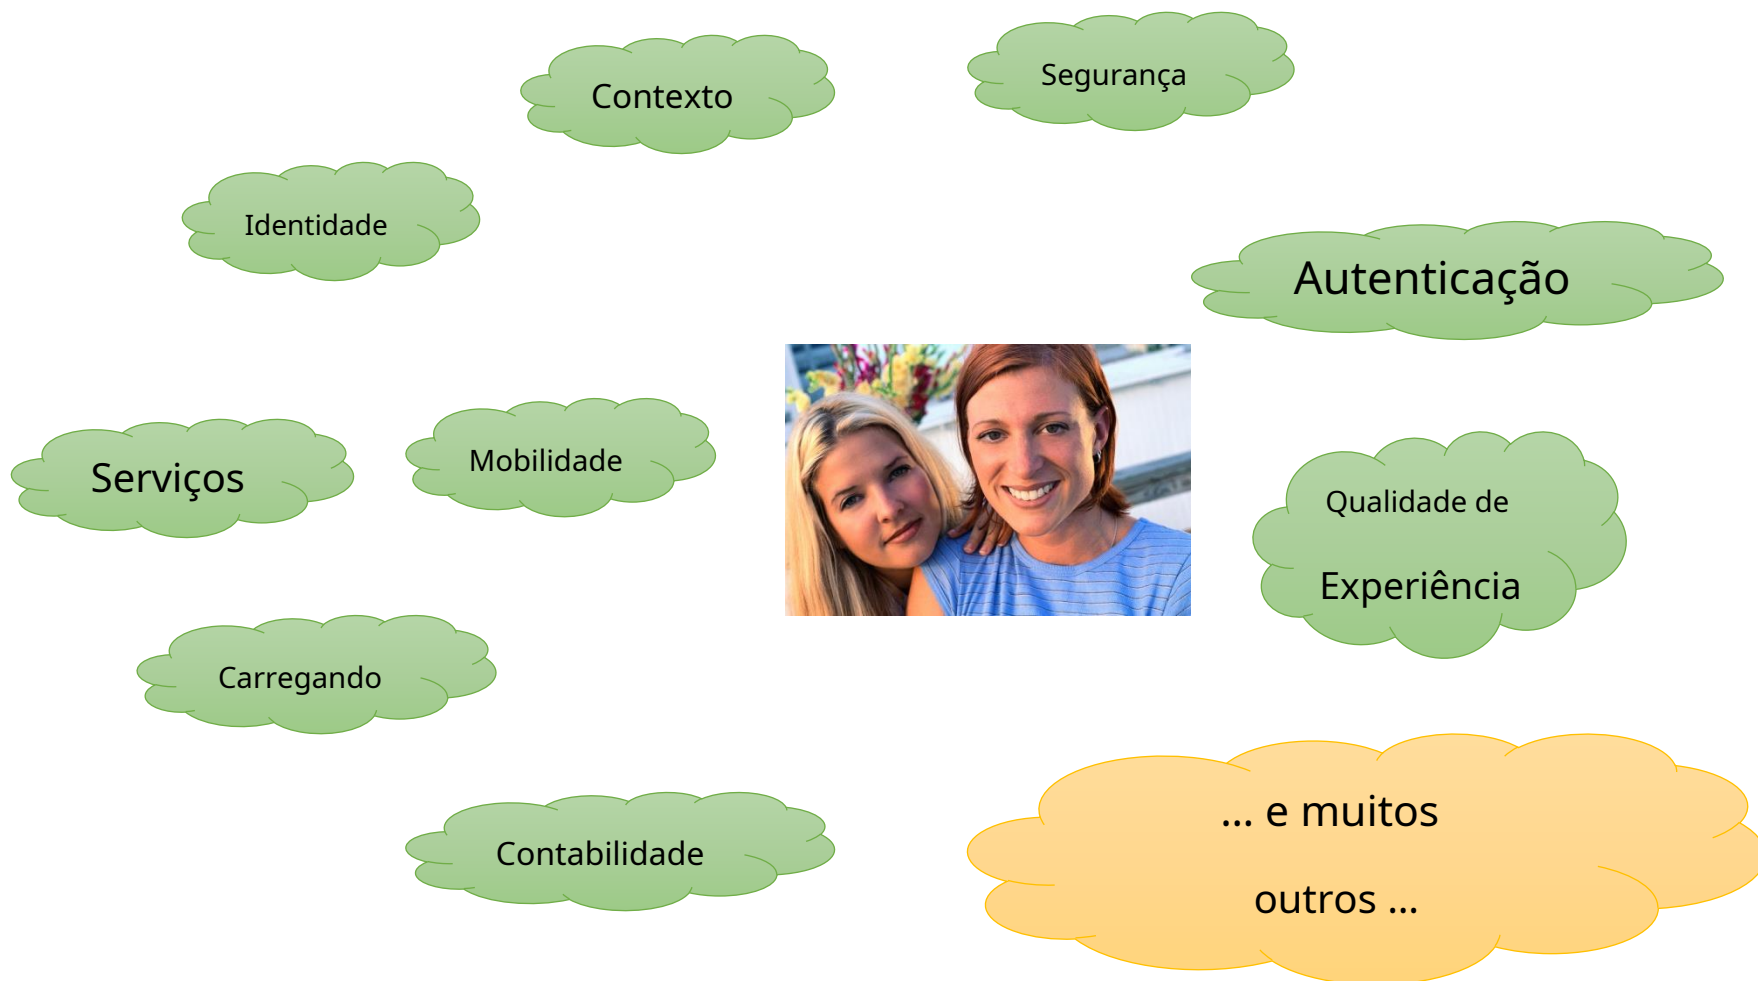 Contexto
Segurança
Identidade
Autenticação
Serviços
Mobilidade
Qualidade de
Experiência
Carregando
Contabilidade
... e muitos
outros ...